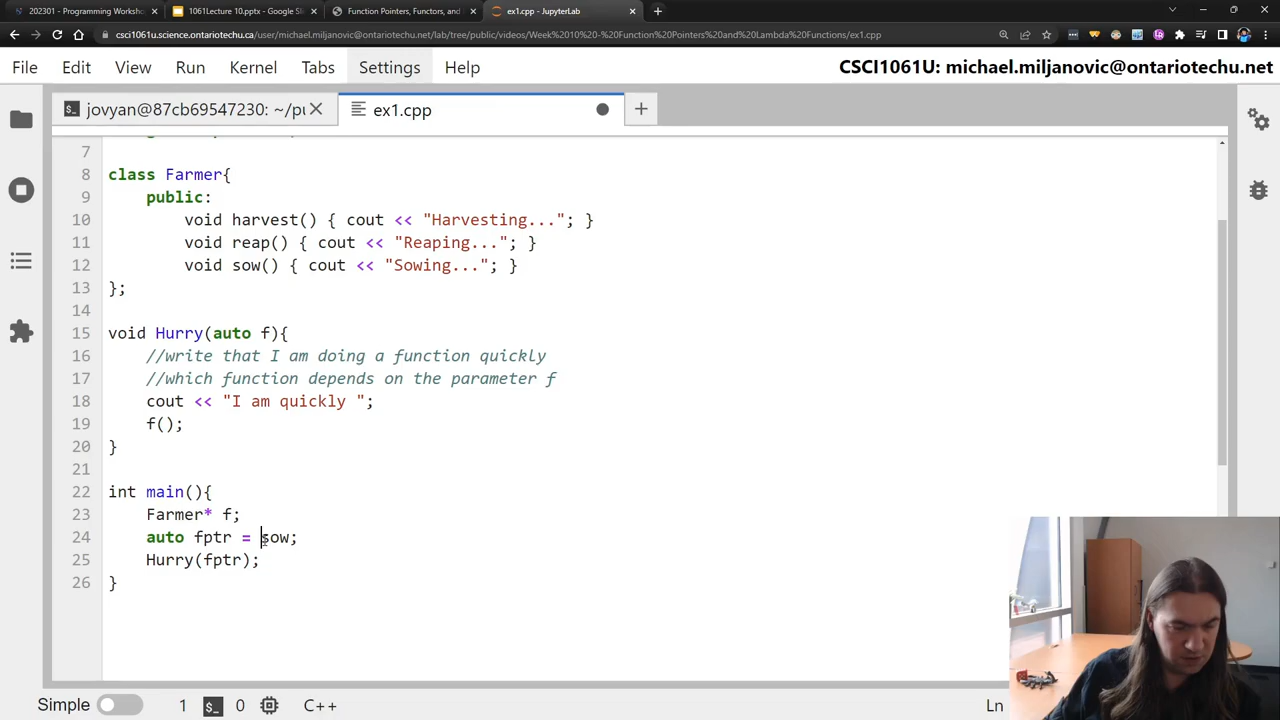 202301 - Programming Worksho
1061Lecture 10.pptx - Google Sli
Function Pointers, Functors, and
ex1.cpp - JupyterLab
csci1061u.science.ontariotechu.ca/user/michael.miljanovic@ontariotechu.net/lab/tree/public/videos/Week%2010%20-%20Function%20Pointers%20and%20Lambda%20Functions/ex1.cpp
File Edit View Run Kernel Tabs Settings Help CSCI1061U: michael.miljanovic@ontariotechu.net
jovyan@87cb69547230: ~/pu ex1.cpp
7
8 class Farmer{
9 public:
10 void harvest() { cout << "Harvesting..."; }
11 void reap() { cout << "Reaping..."; }
12 void sow() { cout << "Sowing..."; }
13 };
14
15 void Hurry(auto f){
16 //write that I am doing a function quickly
17 //which function depends on the parameter f
18 cout << "I am quickly ";
19 f();
20 }
21
22 int main(){
23 Farmer* f;
24 auto fptr = sow;
25 Hurry(fptr);
26 }
Simple 1 0 C++ Ln